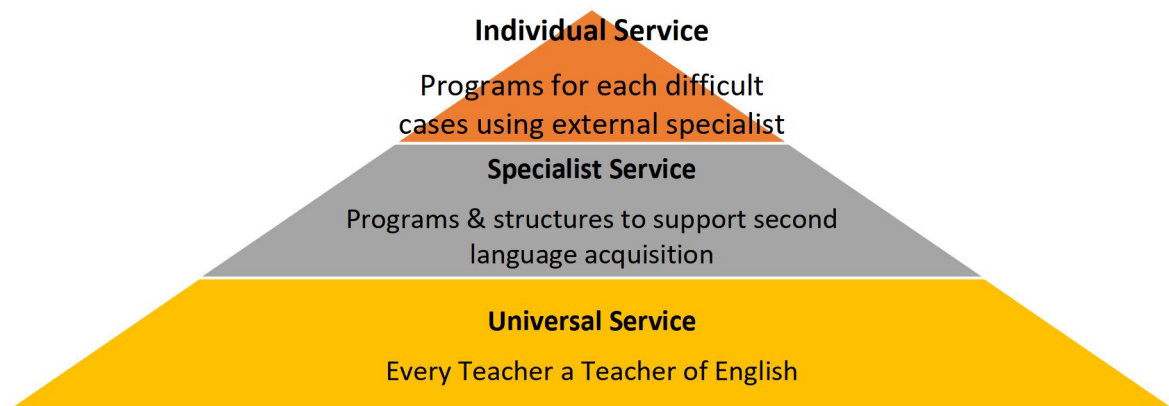 Individual Service
Programs for each difficult
cases using external specialist
Specialist Service
Programs & structures to support second
language acquisition
Universal Service
Every Teacher a Teacher of English